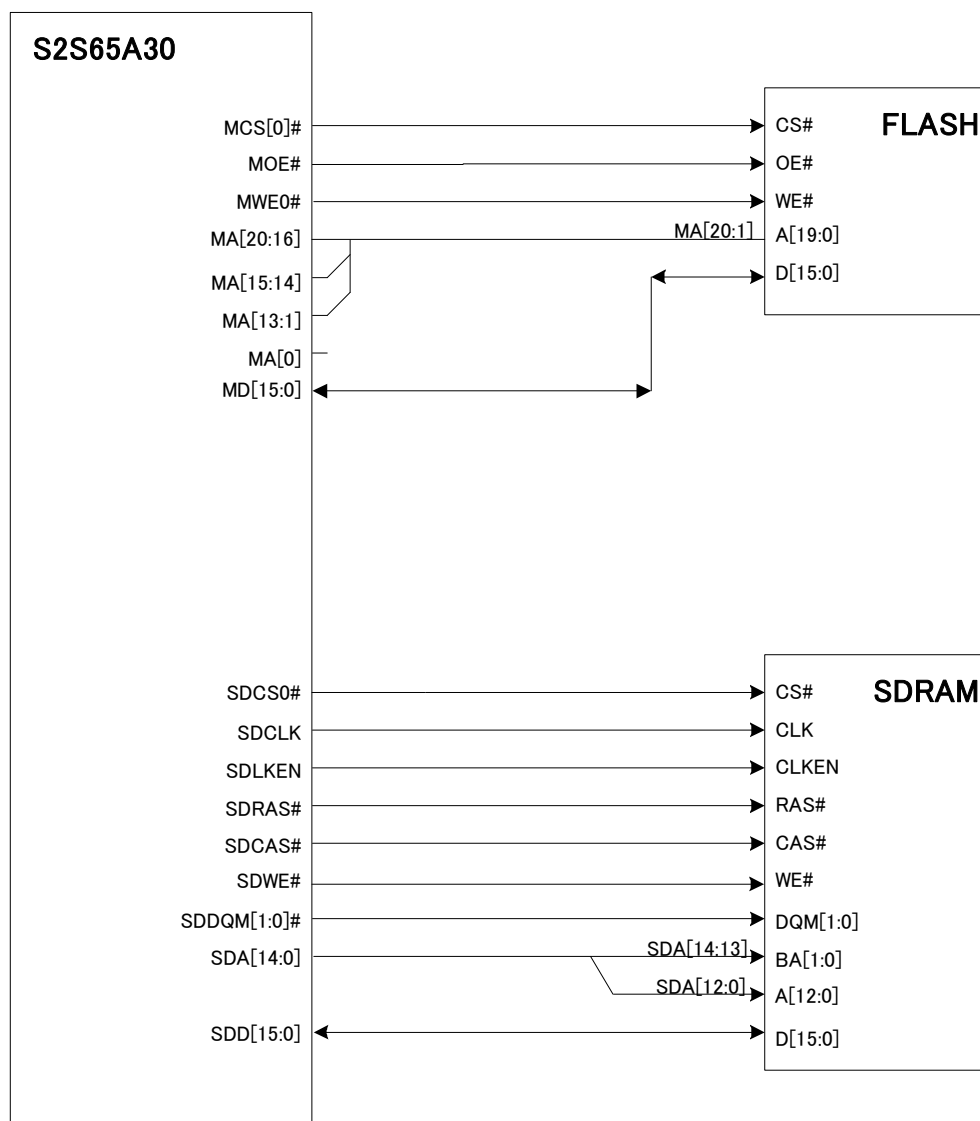 S2S65A30
MCS[0]#
MOE#
MWE0#
MA[20:16]
MA[15:14]
MA[13:1]
MA[0]
MD[15:0]
MA[20:1]
FLASH
CS#
OE#
WE#
A[19:0]
D[15:0]
SDCS0#
SDCLK
SDLKEN
SDRAS#
SDCAS#
SDWE#
SDDQM[1:0]#
SDA[14:0]
SDD[15:0]
SDA[14:13]
SDA[12:0]
SDRAM
CS#
CLK
CLKEN
RAS#
CAS#
WE#
DQM[1:0]
BA[1:0]
A[12:0]
D[15:0]